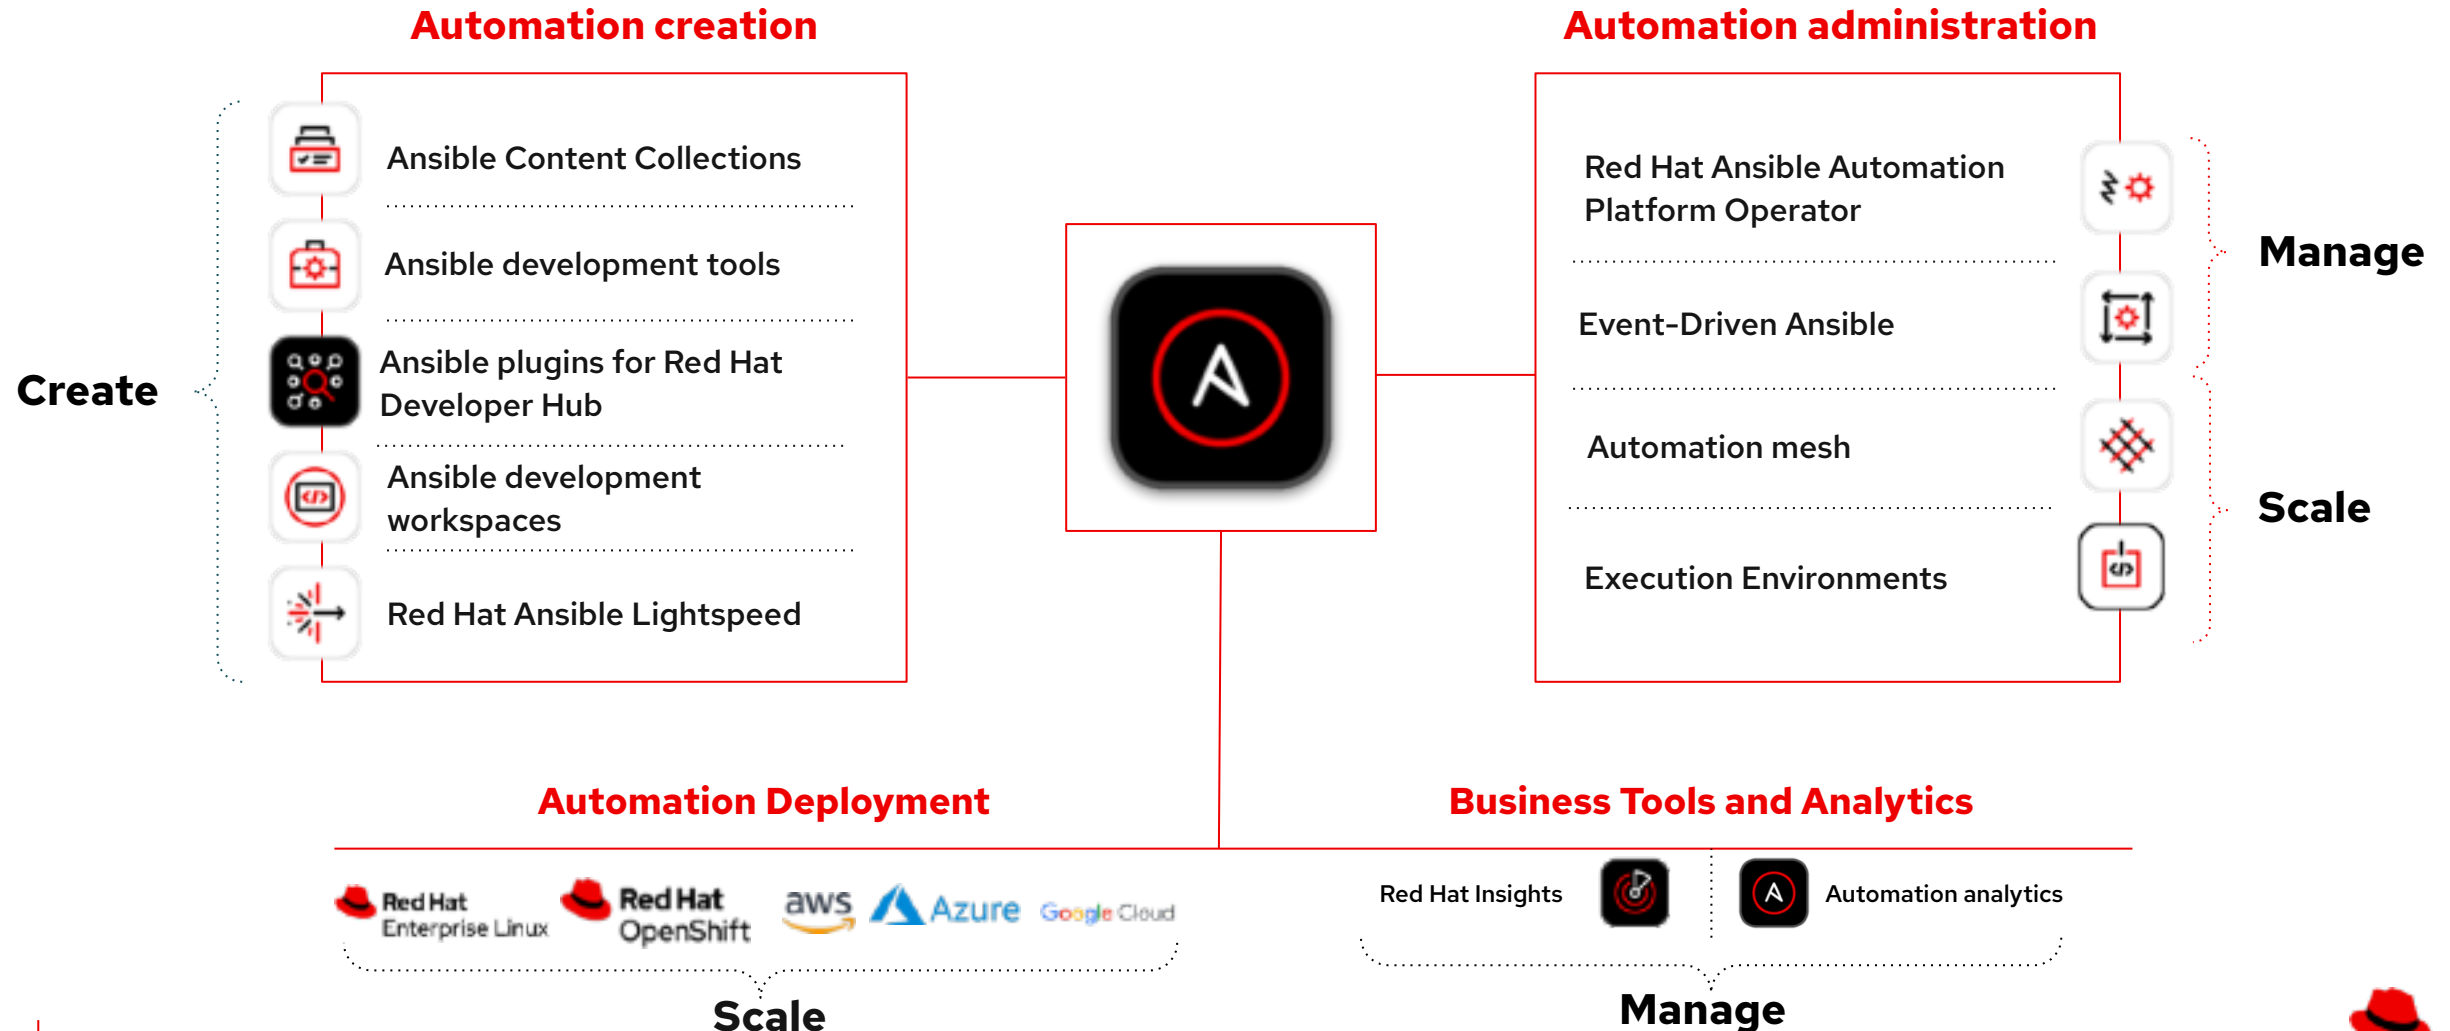 Automation creation
Automation administration
Create
Ansible Content Collections
Ansible development tools
Ansible plugins for Red Hat
Developer Hub
Ansible development
workspaces
Red Hat Ansible Lightspeed
Red Hat Ansible Automation
Platform Operator
Event-Driven Ansible
Automation mesh
Execution Environments
Manage
Scale
Automation Deployment
Business Tools and Analytics
Red Hat
Enterprise Linux
Red Hat
OpenShift
aws
Azure
Google Cloud
Red Hat Insights
Automation analytics
Scale
Manage